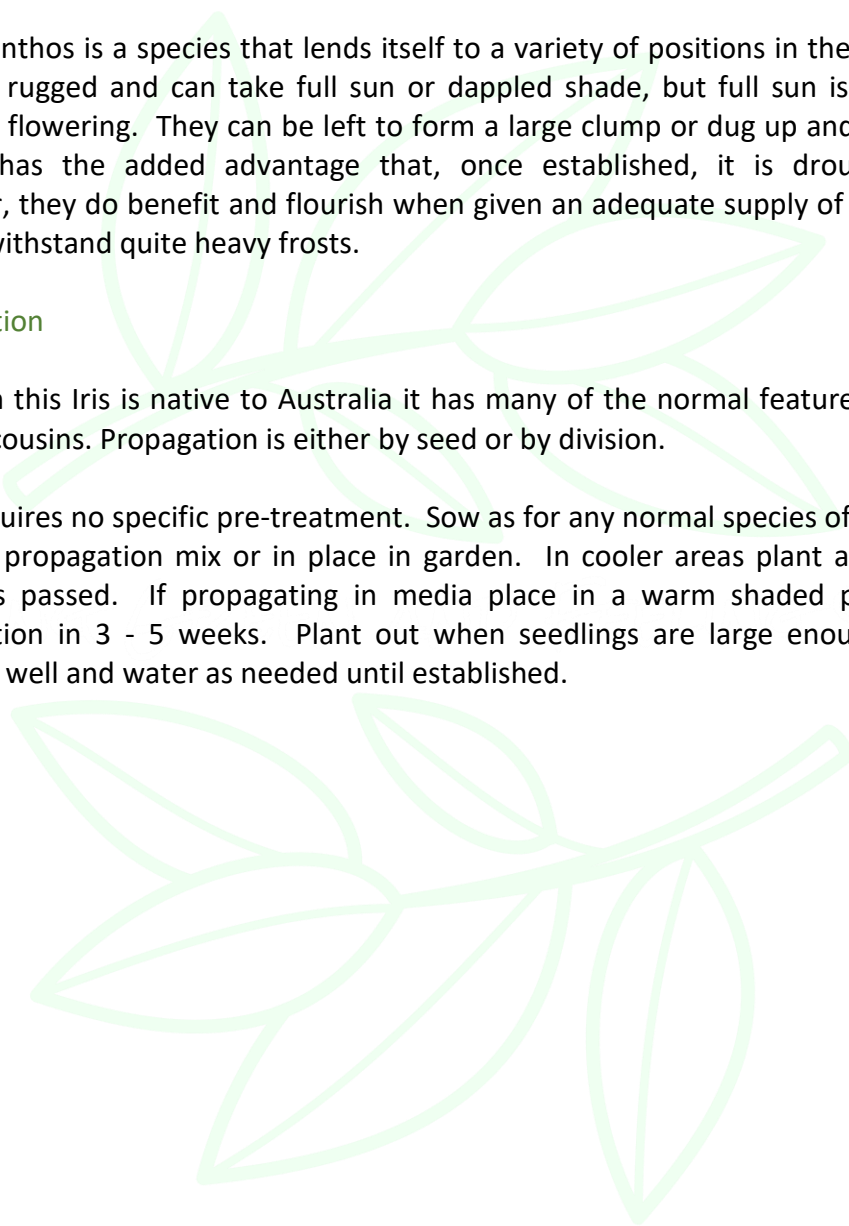 nthos is a species that lends itself to a variety of positions in the
rugged and can take full sun or dappled shade, but full sun is
flowering. They can be left to form a large clump or dug up and
has the added advantage that, once established, it is drou
, they do benefit and flourish when given an adequate supply of
withstand quite heavy frosts.
tion
this Iris is native to Australia it has many of the normal feature
cousins. Propagation is either by seed or by division.
uires no specific pre-treatment. Sow as for any normal species of
propagation mix or in place in garden. In cooler areas plant a
s passed. If propagating in media place in a warm shaded p
tion in 3 - 5 weeks. Plant out when seedlings are large enou
well and water as needed until established.